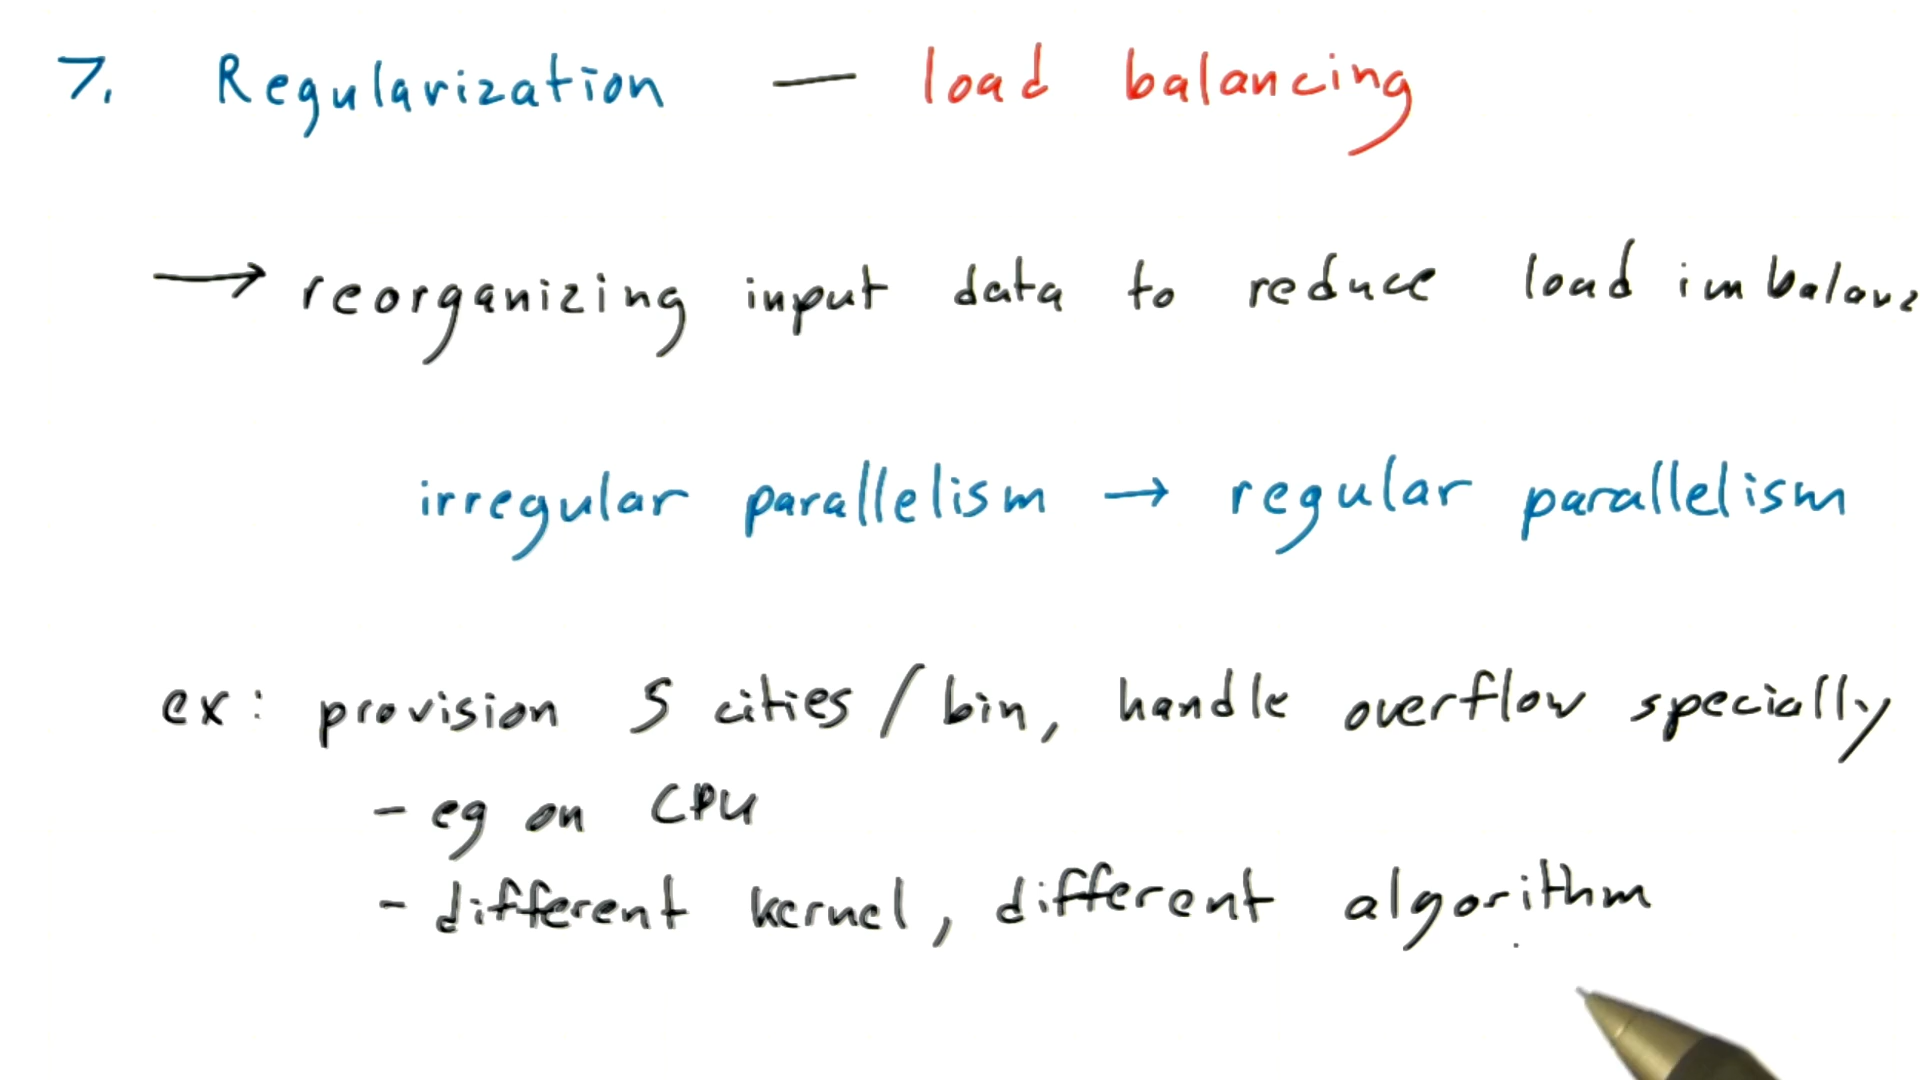 7. Regularization — load balancing
→ reorganizing input data to reduce load imbalanc
irregular parallelism → regular parallelism
ex: provision 5 cities / bin, handle overflow specially
- eg on CPU
- different kernel, different algorithm